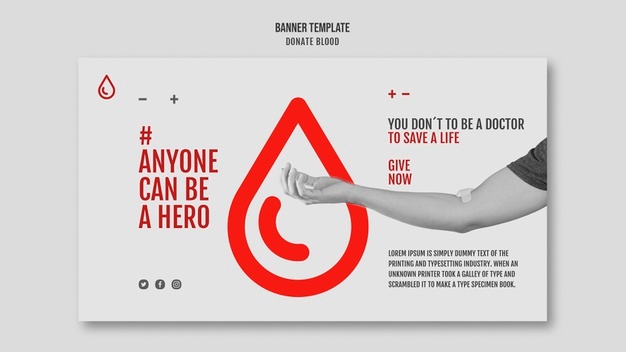 BANNER TEMPLATE
DONATE BLOOD
#
ANYONE
CAN BE
A HERO
YOU DON´T TO BE A DOCTOR
TO SAVE A LIFE
GIVE
NOW
LOREM IPSUM IS SIMPLY DUMMY TEXT OF THE
PRINTING AND TYPESETTING INDUSTRY. WHEN AN
UNKNOWN PRINTER TOOK A GALLEY OF TYPE AND
SCRAMBLED IT TO MAKE A TYPE SPECIMEN BOOK.